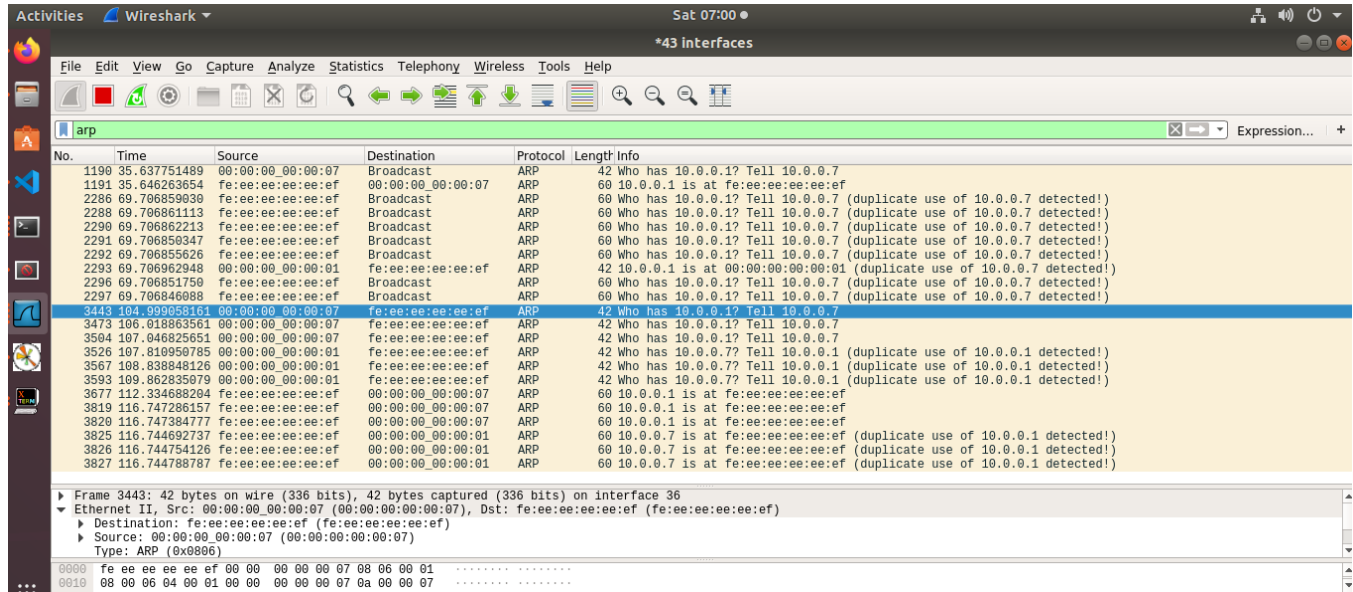 Activities Wireshark Sat 07:00
*43 interfaces
File Edit View Go Capture Analyze Statistics Telephony Wireless Tools Help
arp Expression... +
No. Time Source Destination Protocol Length Info
1190 35.637751489 00:00:00_00:00:07 Broadcast ARP 42 Who has 10.0.0.1? Tell 10.0.0.7
1191 35.646263654 fe:ee:ee:ee:ee:ef 00:00:00_00:00:07 ARP 60 10.0.0.1 is at fe:ee:ee:ee:ee:ef
2286 69.706859030 fe:ee:ee:ee:ee:ef Broadcast ARP 60 Who has 10.0.0.1? Tell 10.0.0.7 (duplicate use of 10.0.0.7 detected!)
2288 69.706861113 fe:ee:ee:ee:ee:ef Broadcast ARP 60 Who has 10.0.0.1? Tell 10.0.0.7 (duplicate use of 10.0.0.7 detected!)
2290 69.706862213 fe:ee:ee:ee:ee:ef Broadcast ARP 60 Who has 10.0.0.1? Tell 10.0.0.7 (duplicate use of 10.0.0.7 detected!)
2291 69.706850347 fe:ee:ee:ee:ee:ef Broadcast ARP 60 Who has 10.0.0.1? Tell 10.0.0.7 (duplicate use of 10.0.0.7 detected!)
2292 69.706855626 fe:ee:ee:ee:ee:ef Broadcast ARP 60 Who has 10.0.0.1? Tell 10.0.0.7 (duplicate use of 10.0.0.7 detected!)
2293 69.706962948 00:00:00_00:00:01 fe:ee:ee:ee:ee:ef ARP 42 10.0.0.1 is at 00:00:00:00:00:01 (duplicate use of 10.0.0.7 detected!)
2296 69.706851750 fe:ee:ee:ee:ee:ef Broadcast ARP 60 Who has 10.0.0.1? Tell 10.0.0.7 (duplicate use of 10.0.0.7 detected!)
2297 69.706846088 fe:ee:ee:ee:ee:ef Broadcast ARP 60 Who has 10.0.0.1? Tell 10.0.0.7 (duplicate use of 10.0.0.7 detected!)
3443 104.999058161 00:00:00_00:00:07 fe:ee:ee:ee:ee:ef ARP 42 Who has 10.0.0.1? Tell 10.0.0.7
3473 106.018863561 00:00:00_00:00:07 fe:ee:ee:ee:ee:ef ARP 42 Who has 10.0.0.1? Tell 10.0.0.7
3504 107.046825651 00:00:00_00:00:07 fe:ee:ee:ee:ee:ef ARP 42 Who has 10.0.0.1? Tell 10.0.0.7
3526 107.810950785 00:00:00_00:00:01 fe:ee:ee:ee:ee:ef ARP 42 Who has 10.0.0.7? Tell 10.0.0.1 (duplicate use of 10.0.0.1 detected!)
3567 108.838848126 00:00:00_00:00:01 fe:ee:ee:ee:ee:ef ARP 42 Who has 10.0.0.7? Tell 10.0.0.1 (duplicate use of 10.0.0.1 detected!)
3593 109.862835079 00:00:00_00:00:01 fe:ee:ee:ee:ee:ef ARP 42 Who has 10.0.0.7? Tell 10.0.0.1 (duplicate use of 10.0.0.1 detected!)
3677 112.334688204 fe:ee:ee:ee:ee:ef 00:00:00_00:00:07 ARP 60 10.0.0.1 is at fe:ee:ee:ee:ee:ef
3819 116.747286157 fe:ee:ee:ee:ee:ef 00:00:00_00:00:07 ARP 60 10.0.0.1 is at fe:ee:ee:ee:ee:ef
3820 116.747384777 fe:ee:ee:ee:ee:ef 00:00:00_00:00:07 ARP 60 10.0.0.1 is at fe:ee:ee:ee:ee:ef
3825 116.744692737 fe:ee:ee:ee:ee:ef 00:00:00_00:00:01 ARP 60 10.0.0.7 is at fe:ee:ee:ee:ee:ef (duplicate use of 10.0.0.1 detected!)
3826 116.744754126 fe:ee:ee:ee:ee:ef 00:00:00_00:00:01 ARP 60 10.0.0.7 is at fe:ee:ee:ee:ee:ef (duplicate use of 10.0.0.1 detected!)
3827 116.744788787 fe:ee:ee:ee:ee:ef 00:00:00_00:00:01 ARP 60 10.0.0.7 is at fe:ee:ee:ee:ee:ef (duplicate use of 10.0.0.1 detected!)
Frame 3443: 42 bytes on wire (336 bits), 42 bytes captured (336 bits) on interface 36
Ethernet II, Src: 00:00:00_00:00:07 (00:00:00:00:00:07), Dst: fe:ee:ee:ee:ee:ef (fe:ee:ee:ee:ee:ef)
Destination: fe:ee:ee:ee:ee:ef (fe:ee:ee:ee:ee:ef)
Source: 00:00:00_00:00:07 (00:00:00:00:00:07)
Type: ARP (0x0806)
0000 fe ee ee ee ee ef 00 00 00 00 00 07 08 06 00 01 ........ ........
0010 08 00 06 04 00 01 00 00 00 00 00 07 0a 00 00 07 ........ ........